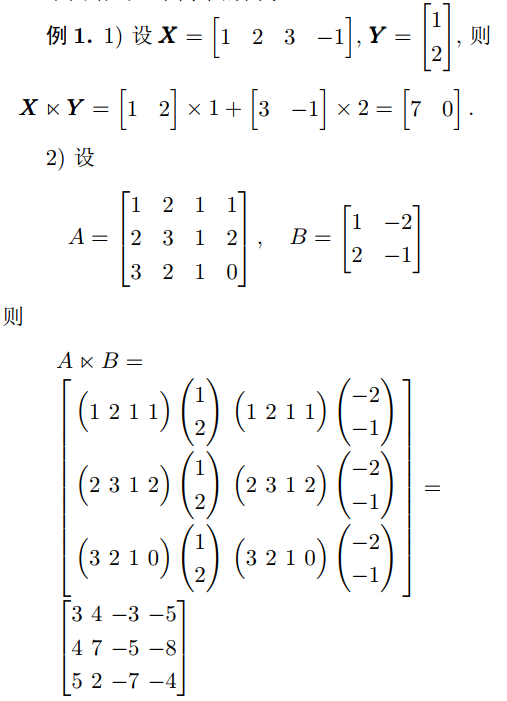 例 1. 1) 设 X = [1 2 3 −1], Y = [1 2], 则
X ⋉ Y = [1 2] × 1 + [3 −1] × 2 = [7 0] .
2) 设
A = [1 2 1 1
2 3 1 2
3 2 1 0] , B = [1 −2
2 −1]
则
A ⋉ B =
[(1 2 1 1) (1 2) (1 2 1 1) (−2 −1)
(2 3 1 2) (1 2) (2 3 1 2) (−2 −1)
(3 2 1 0) (1 2) (3 2 1 0) (−2 −1)] =
[3 4 −3 −5
4 7 −5 −8
5 2 −7 −4]